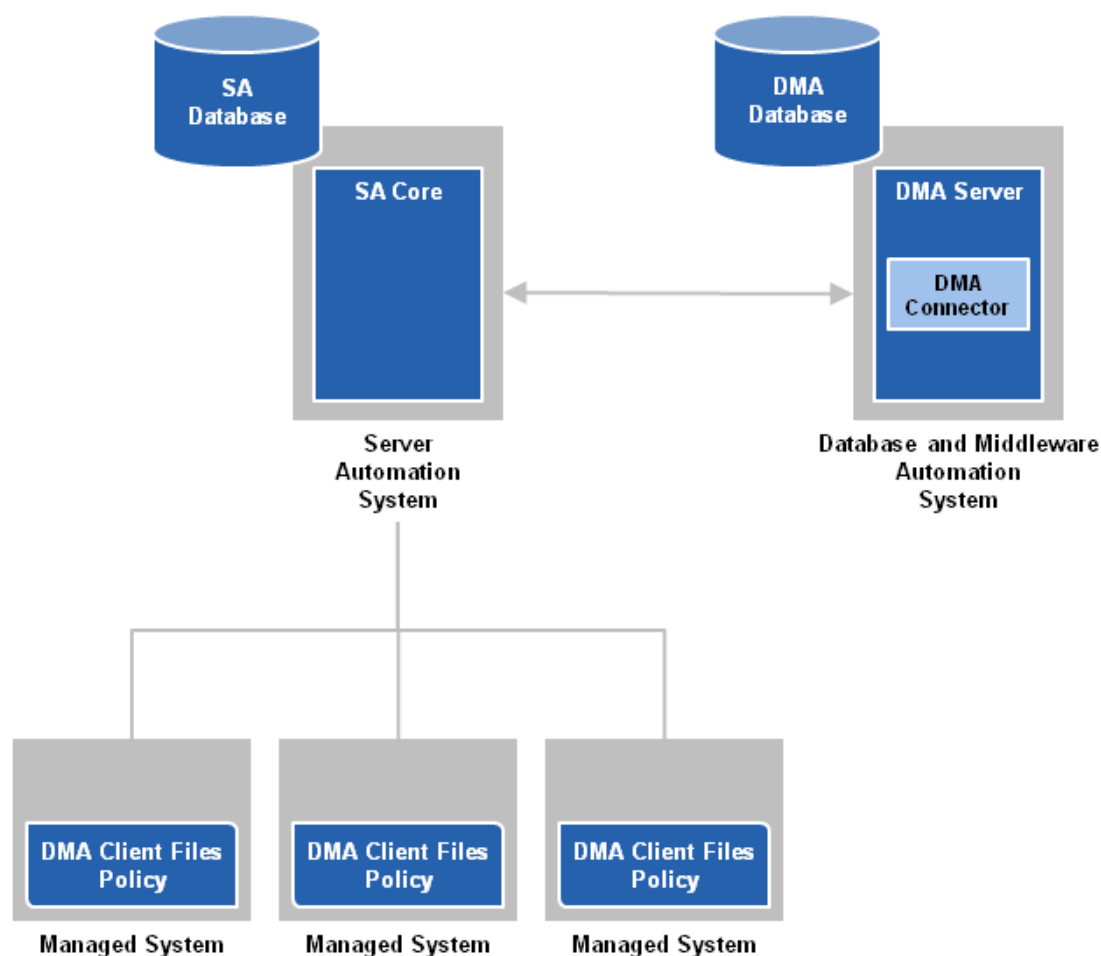 SA
Database
DMA
Database
SA Core
DMA Server
DMA
Connector
Server
Automation
System
Database and Middleware
Automation
System
DMA Client Files
Policy
DMA Client Files
Policy
DMA Client Files
Policy
Managed System
Managed System
Managed System